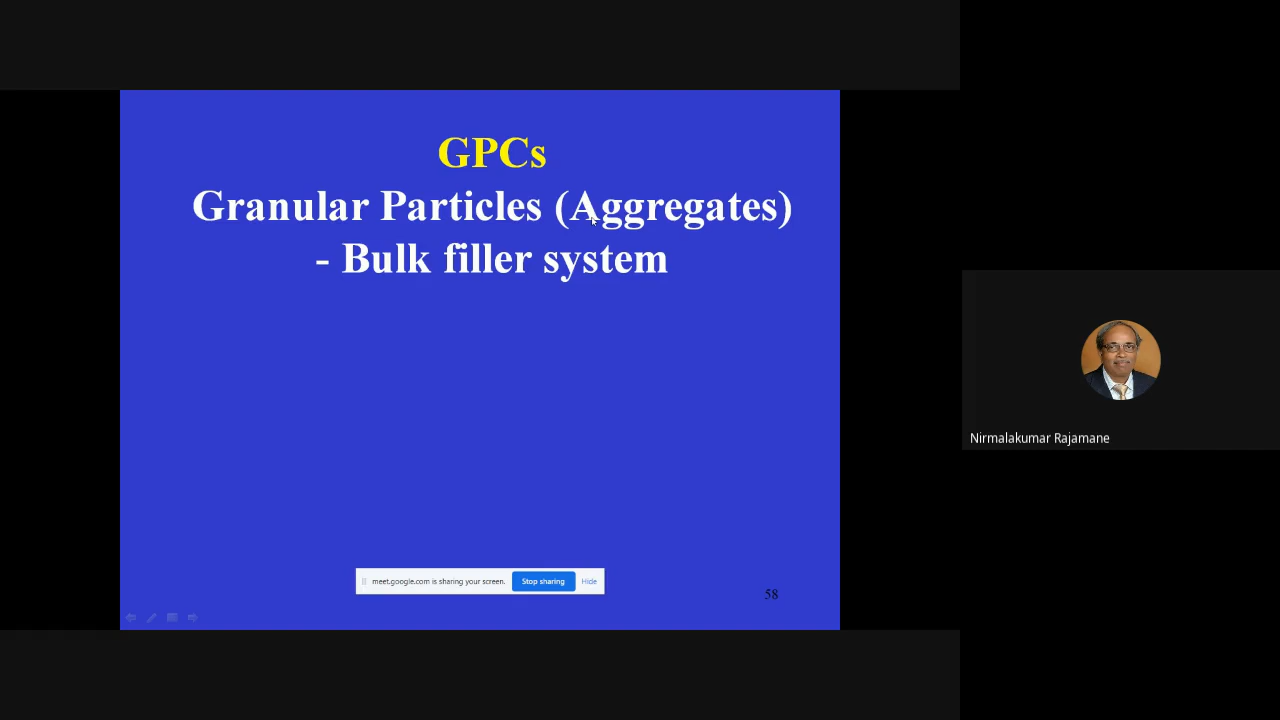 GPCs
Granular Particles (Aggregates)
- Bulk filler system
meet.google.com is sharing your screen.
Stop sharing
Hide
58
Nirmalakumar Rajamane